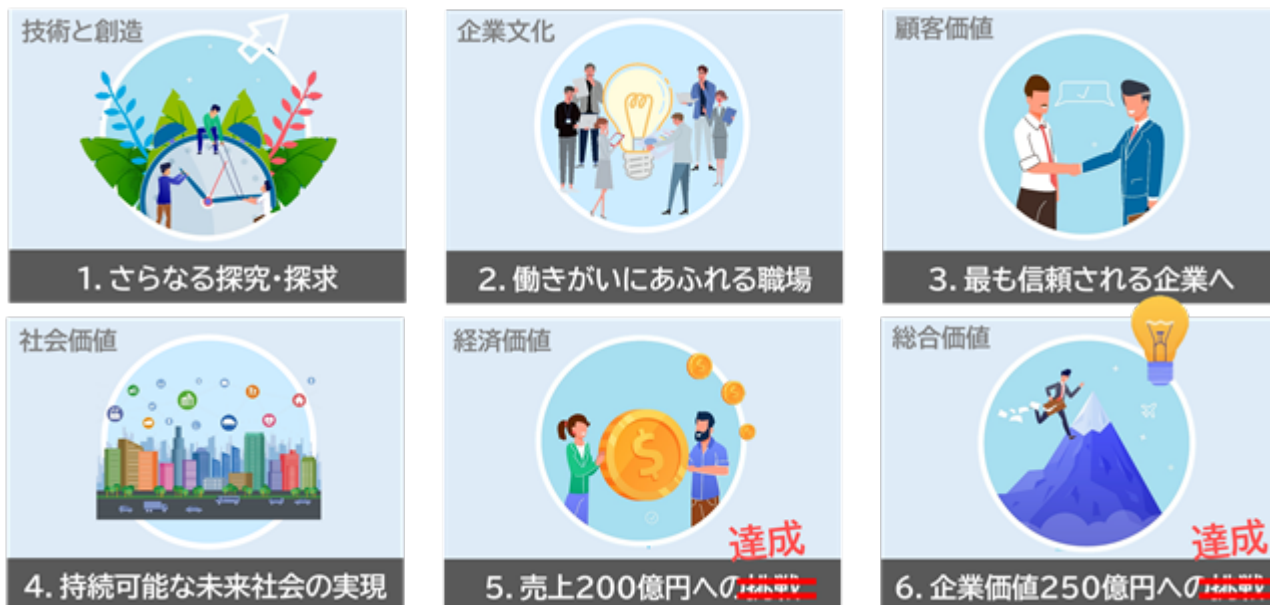 技術と創造
企業文化
顧客価値
1. さらなる探究・探求
2. 働きがいにあふれる職場
3. 最も信頼される企業へ
社会価値
経済価値
総合価値
達成
達成
4. 持続可能な未来社会の実現
5. 売上200億円への挑戦
6. 企業価値250億円への挑戦